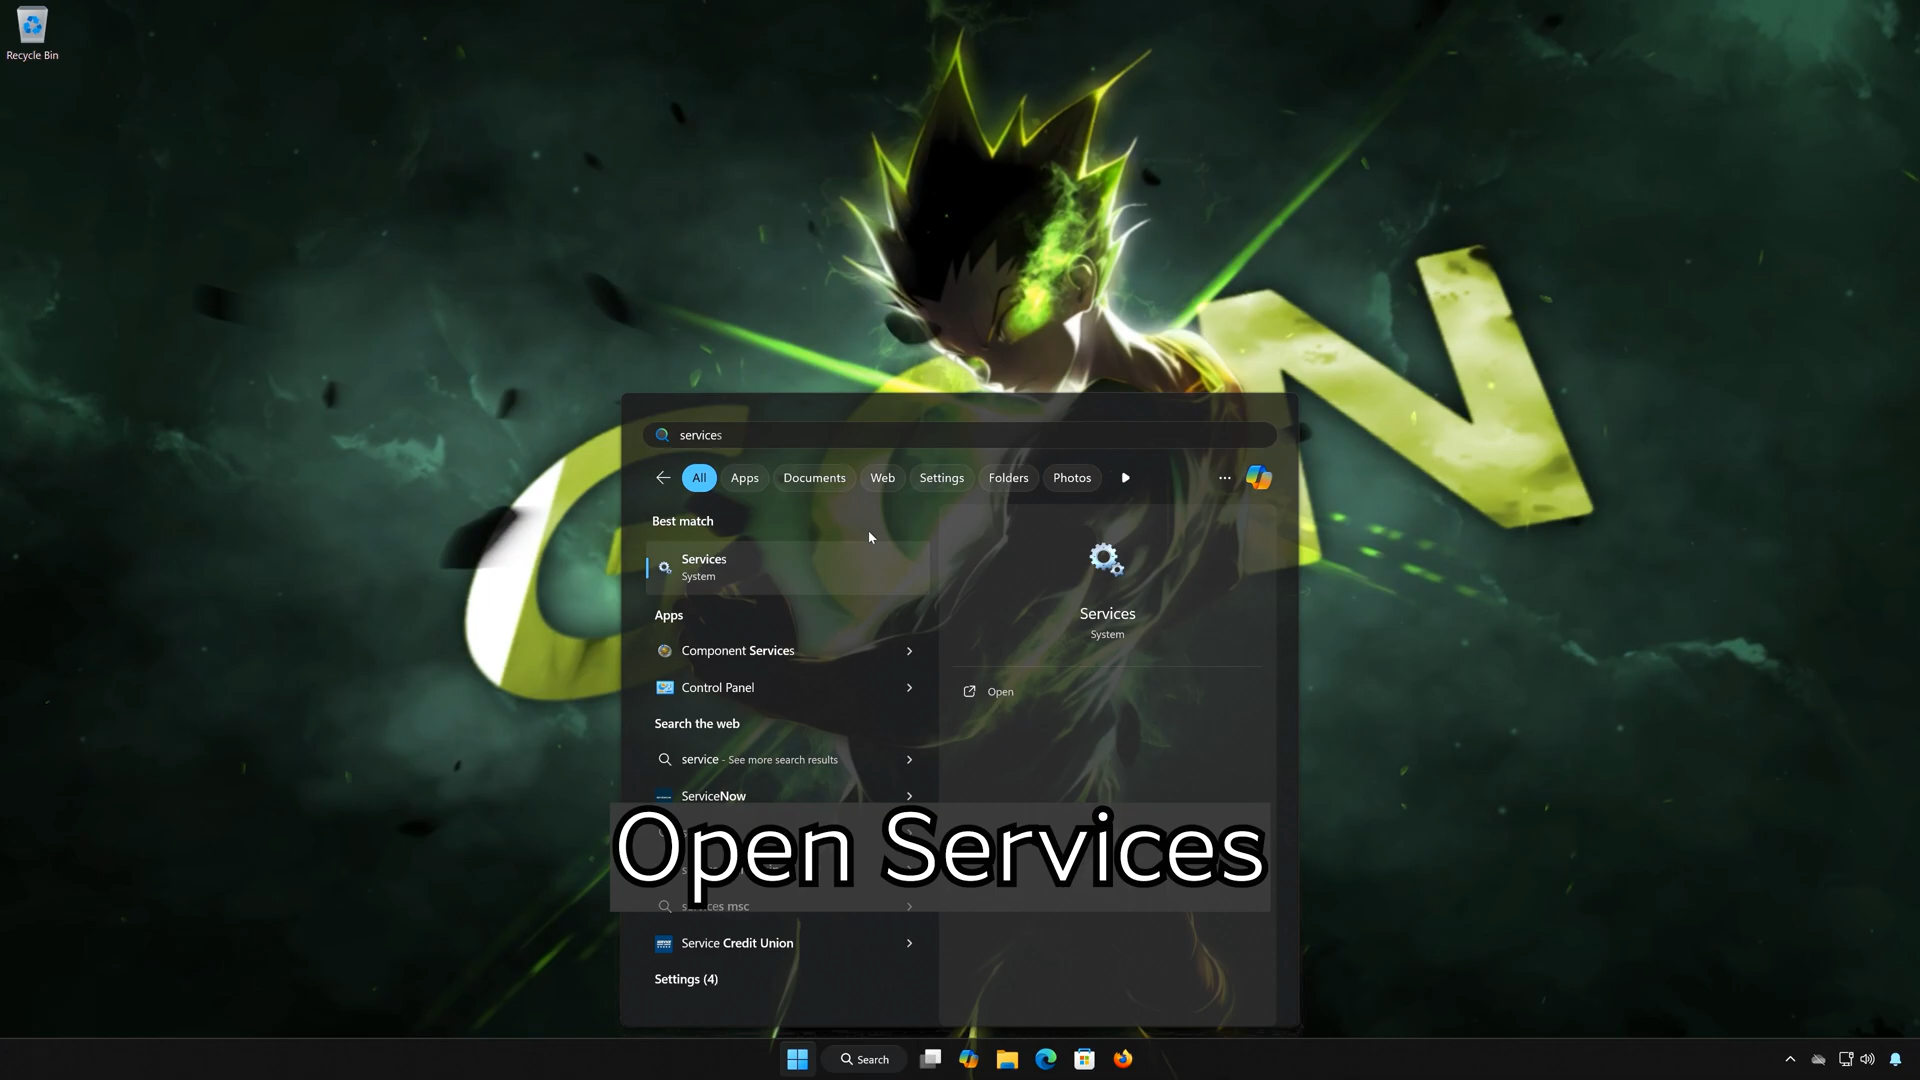 Recycle Bin
GON
services
All
Apps
Documents
Web
Settings
Folders
Photos
Best match
Services
System
Apps
Component Services
Control Panel
Search the web
service - See more search results
ServiceNow
services msc
Service Credit Union
Settings (4)
Services
System
Open
Open Services
Search